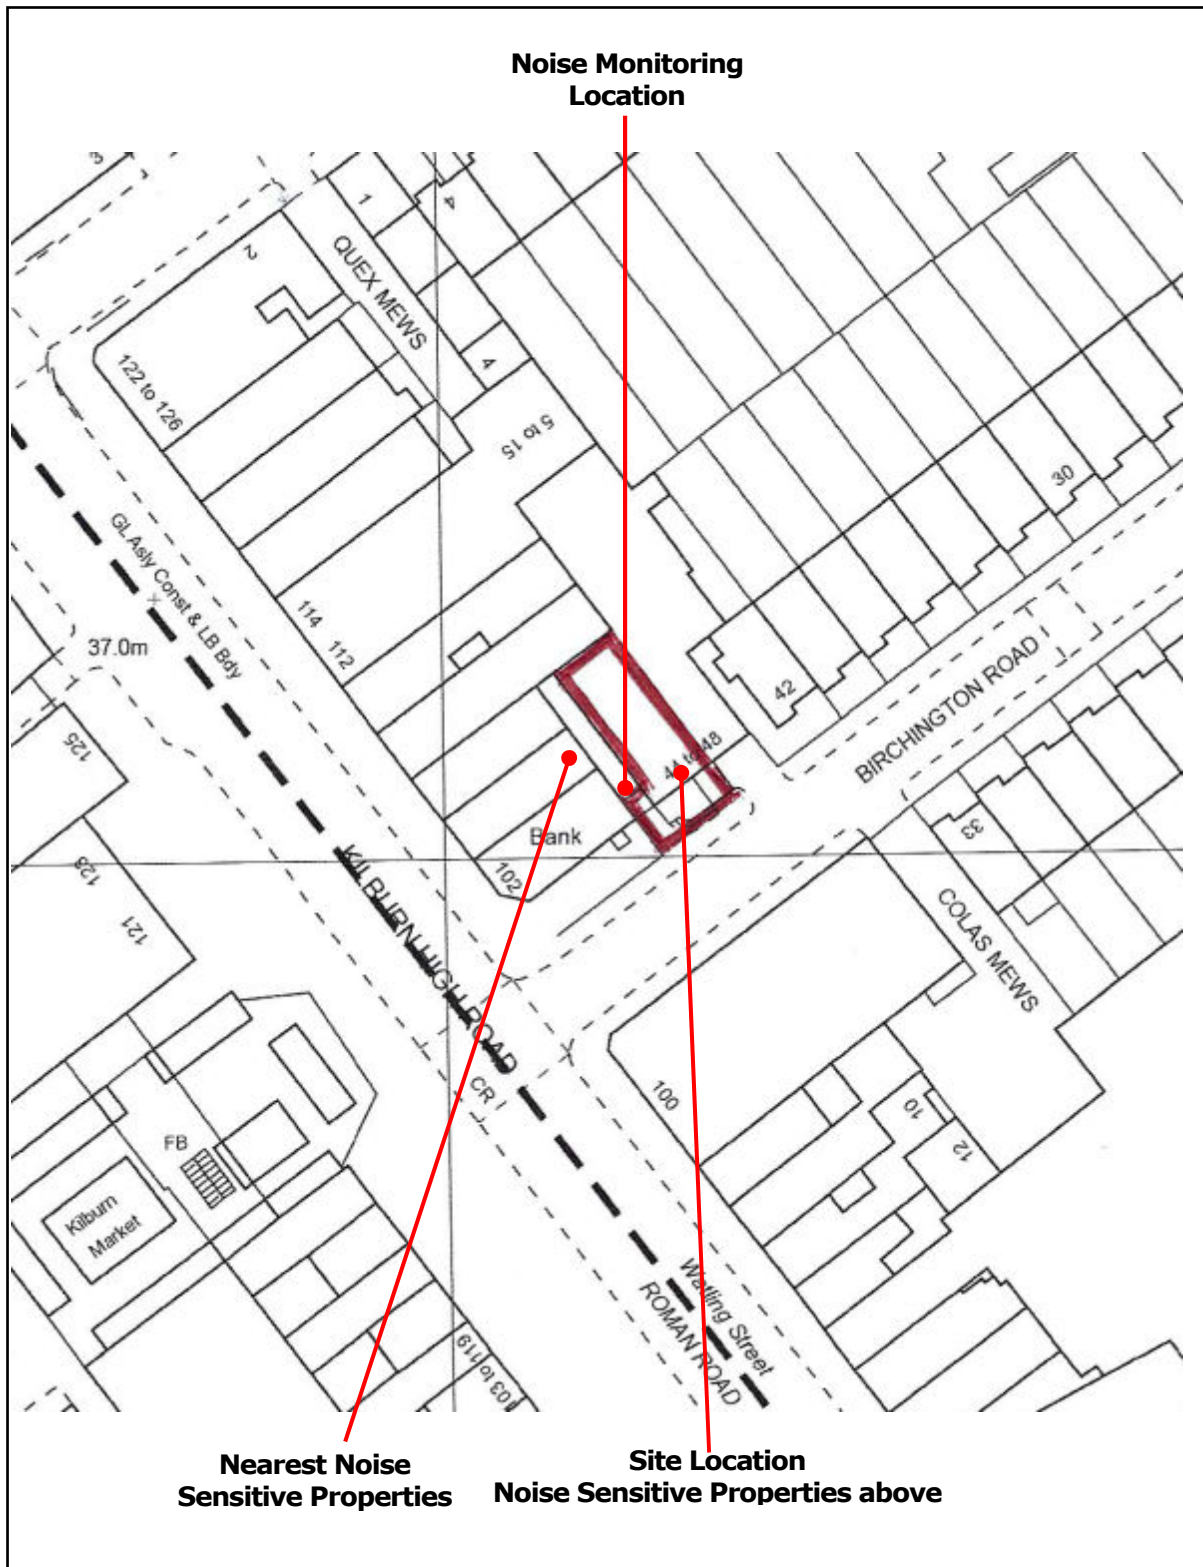 Noise Monitoring
Location
3
1
4
2
QUEX MEWS
122 to 126
4
5 to 15
30
GL Asly Const & LB Bdy
114
112
37.0m
42
BIRCHINGTON ROAD
44 to 48
125
Bank
33
102
123
121
KILBURN HIGH ROAD
COLAS MEWS
CR
100
10
12
FB
Kilburn
Market
Watling Street
ROMAN ROAD
103 to 119
Nearest Noise
Sensitive Properties
Site Location
Noise Sensitive Properties above